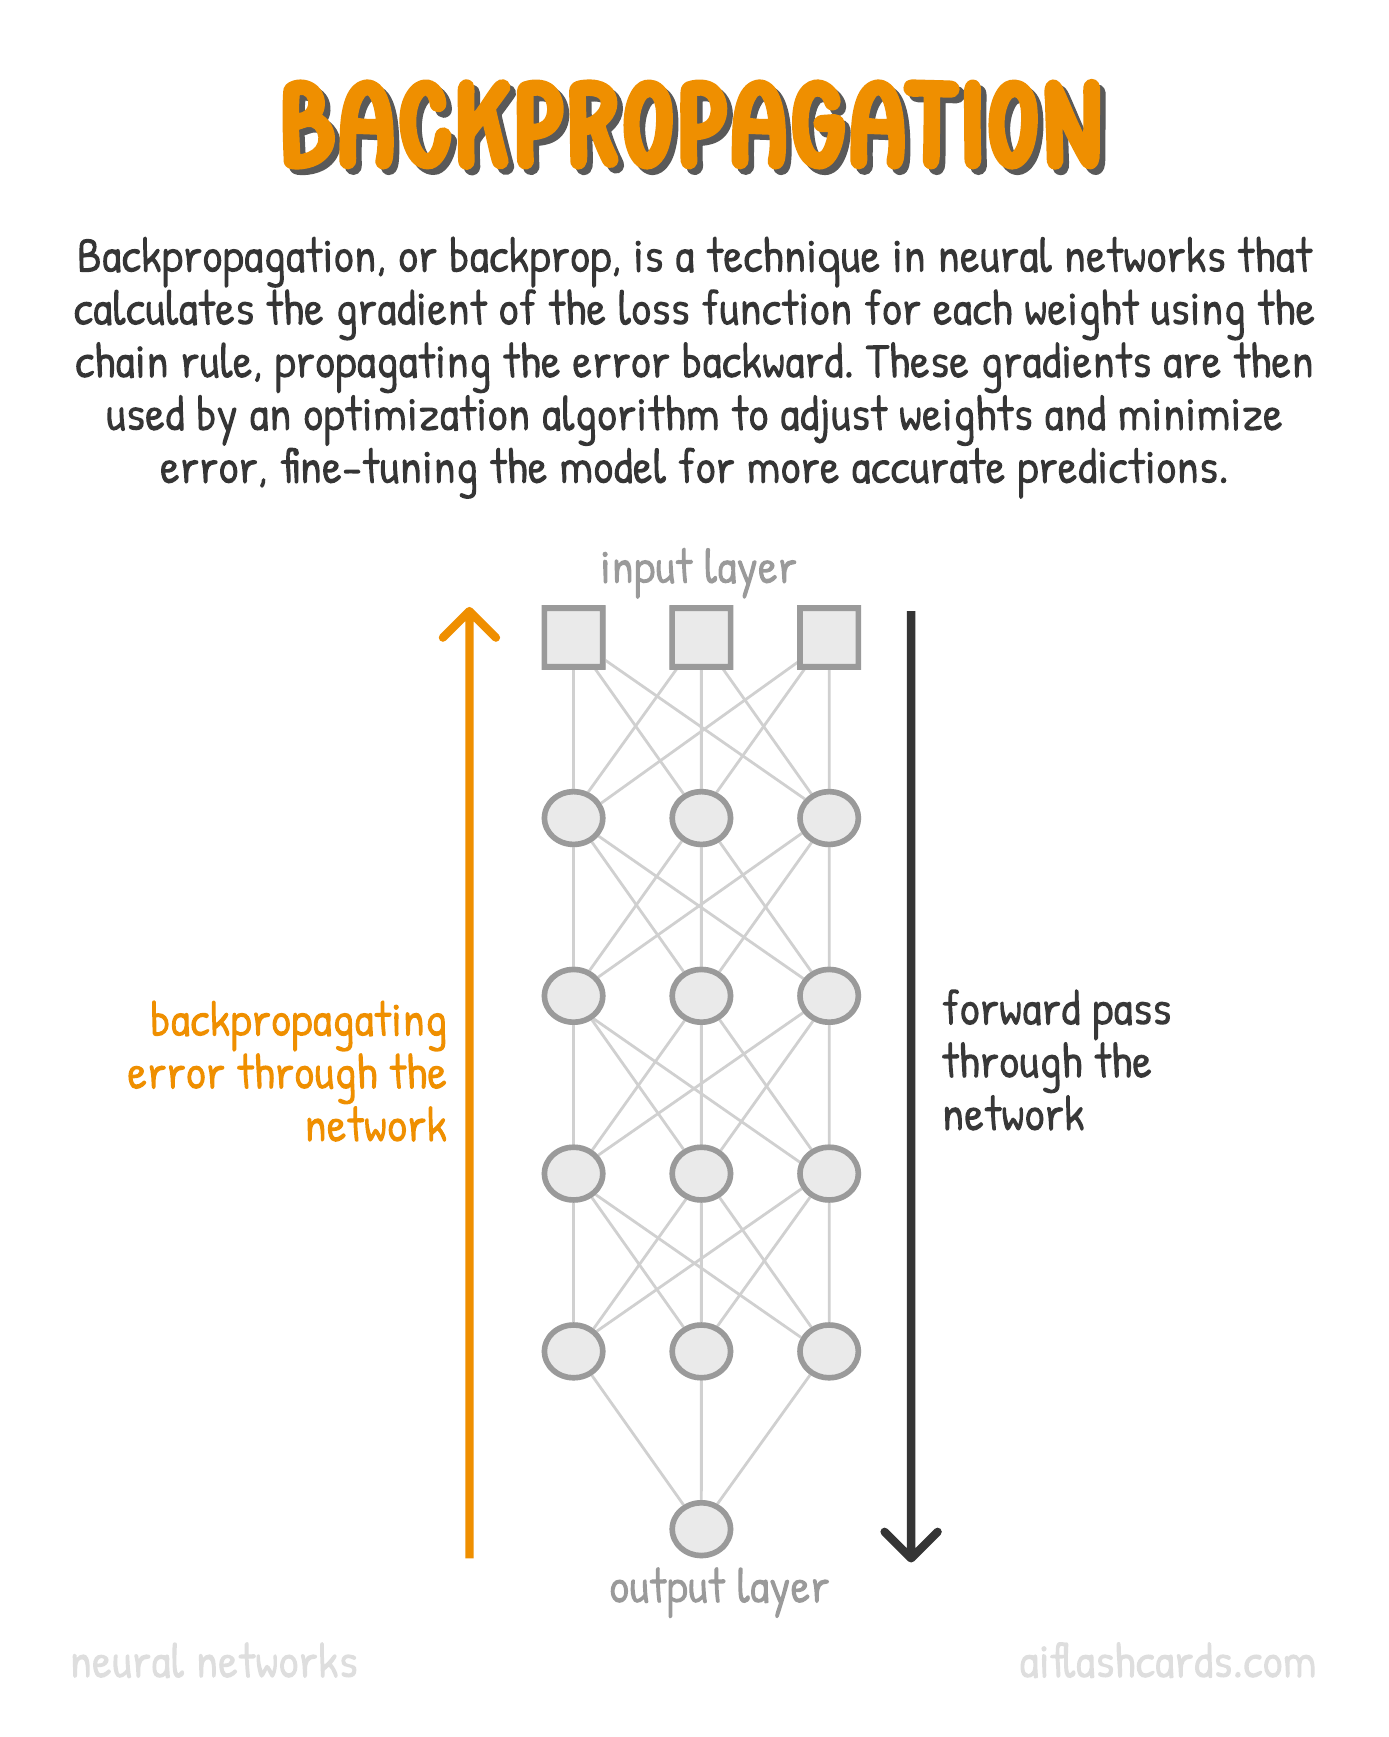 BACKPROPAGATION
Backpropagation, or backprop, is a technique in neural networks that
calculates the gradient of the loss function for each weight using the
chain rule, propagating the error backward. These gradients are then
used by an optimization algorithm to adjust weights and minimize
error, fine-tuning the model for more accurate predictions.
input layer
backpropagating
error through the
network
forward pass
through the
network
output layer
neural networks
aiflashcards.com